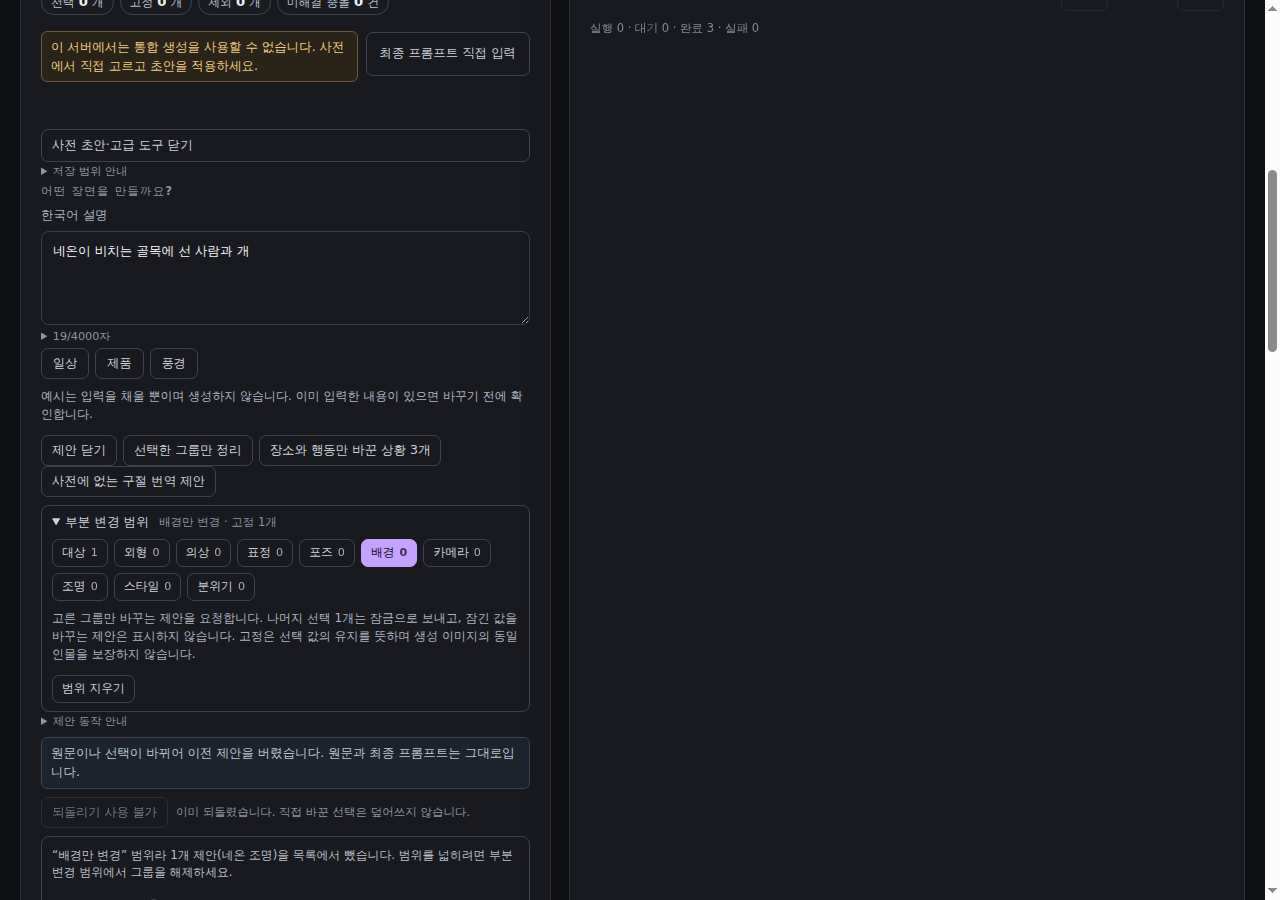 선택 0 개 고정 0 개 제외 0 개 미해결 충돌 0 건
실행 0 · 대기 0 · 완료 3 · 실패 0
이 서버에서는 통합 생성을 사용할 수 없습니다. 사전
에서 직접 고르고 초안을 적용하세요.
최종 프롬프트 직접 입력
사전 초안·고급 도구 닫기
▶ 저장 범위 안내
어떤 장면을 만들까요?
한국어 설명
네온이 비치는 골목에 선 사람과 개
▶ 19/4000자
일상 제품 풍경
예시는 입력을 채울 뿐이며 생성하지 않습니다. 이미 입력한 내용이 있으면 바꾸기 전에 확
인합니다.
제안 닫기 선택한 그룹만 정리 장소와 행동만 바꾼 상황 3개
사전에 없는 구절 번역 제안
▼ 부분 변경 범위 배경만 변경 · 고정 1개
대상 1 외형 0 의상 0 표정 0 포즈 0 배경 0 카메라 0
조명 0 스타일 0 분위기 0
고른 그룹만 바꾸는 제안을 요청합니다. 나머지 선택 1개는 잠금으로 보내고, 잠긴 값을
바꾸는 제안은 표시하지 않습니다. 고정은 선택 값의 유지를 뜻하며 생성 이미지의 동일
인물을 보장하지 않습니다.
범위 지우기
▶ 제안 동작 안내
원문이나 선택이 바뀌어 이전 제안을 버렸습니다. 원문과 최종 프롬프트는 그대로입
니다.
되돌리기 사용 불가 이미 되돌렸습니다. 직접 바꾼 선택은 덮어쓰지 않습니다.
“배경만 변경” 범위라 1개 제안(네온 조명)을 목록에서 뺐습니다. 범위를 넓히려면 부분
변경 범위에서 그룹을 해제하세요.